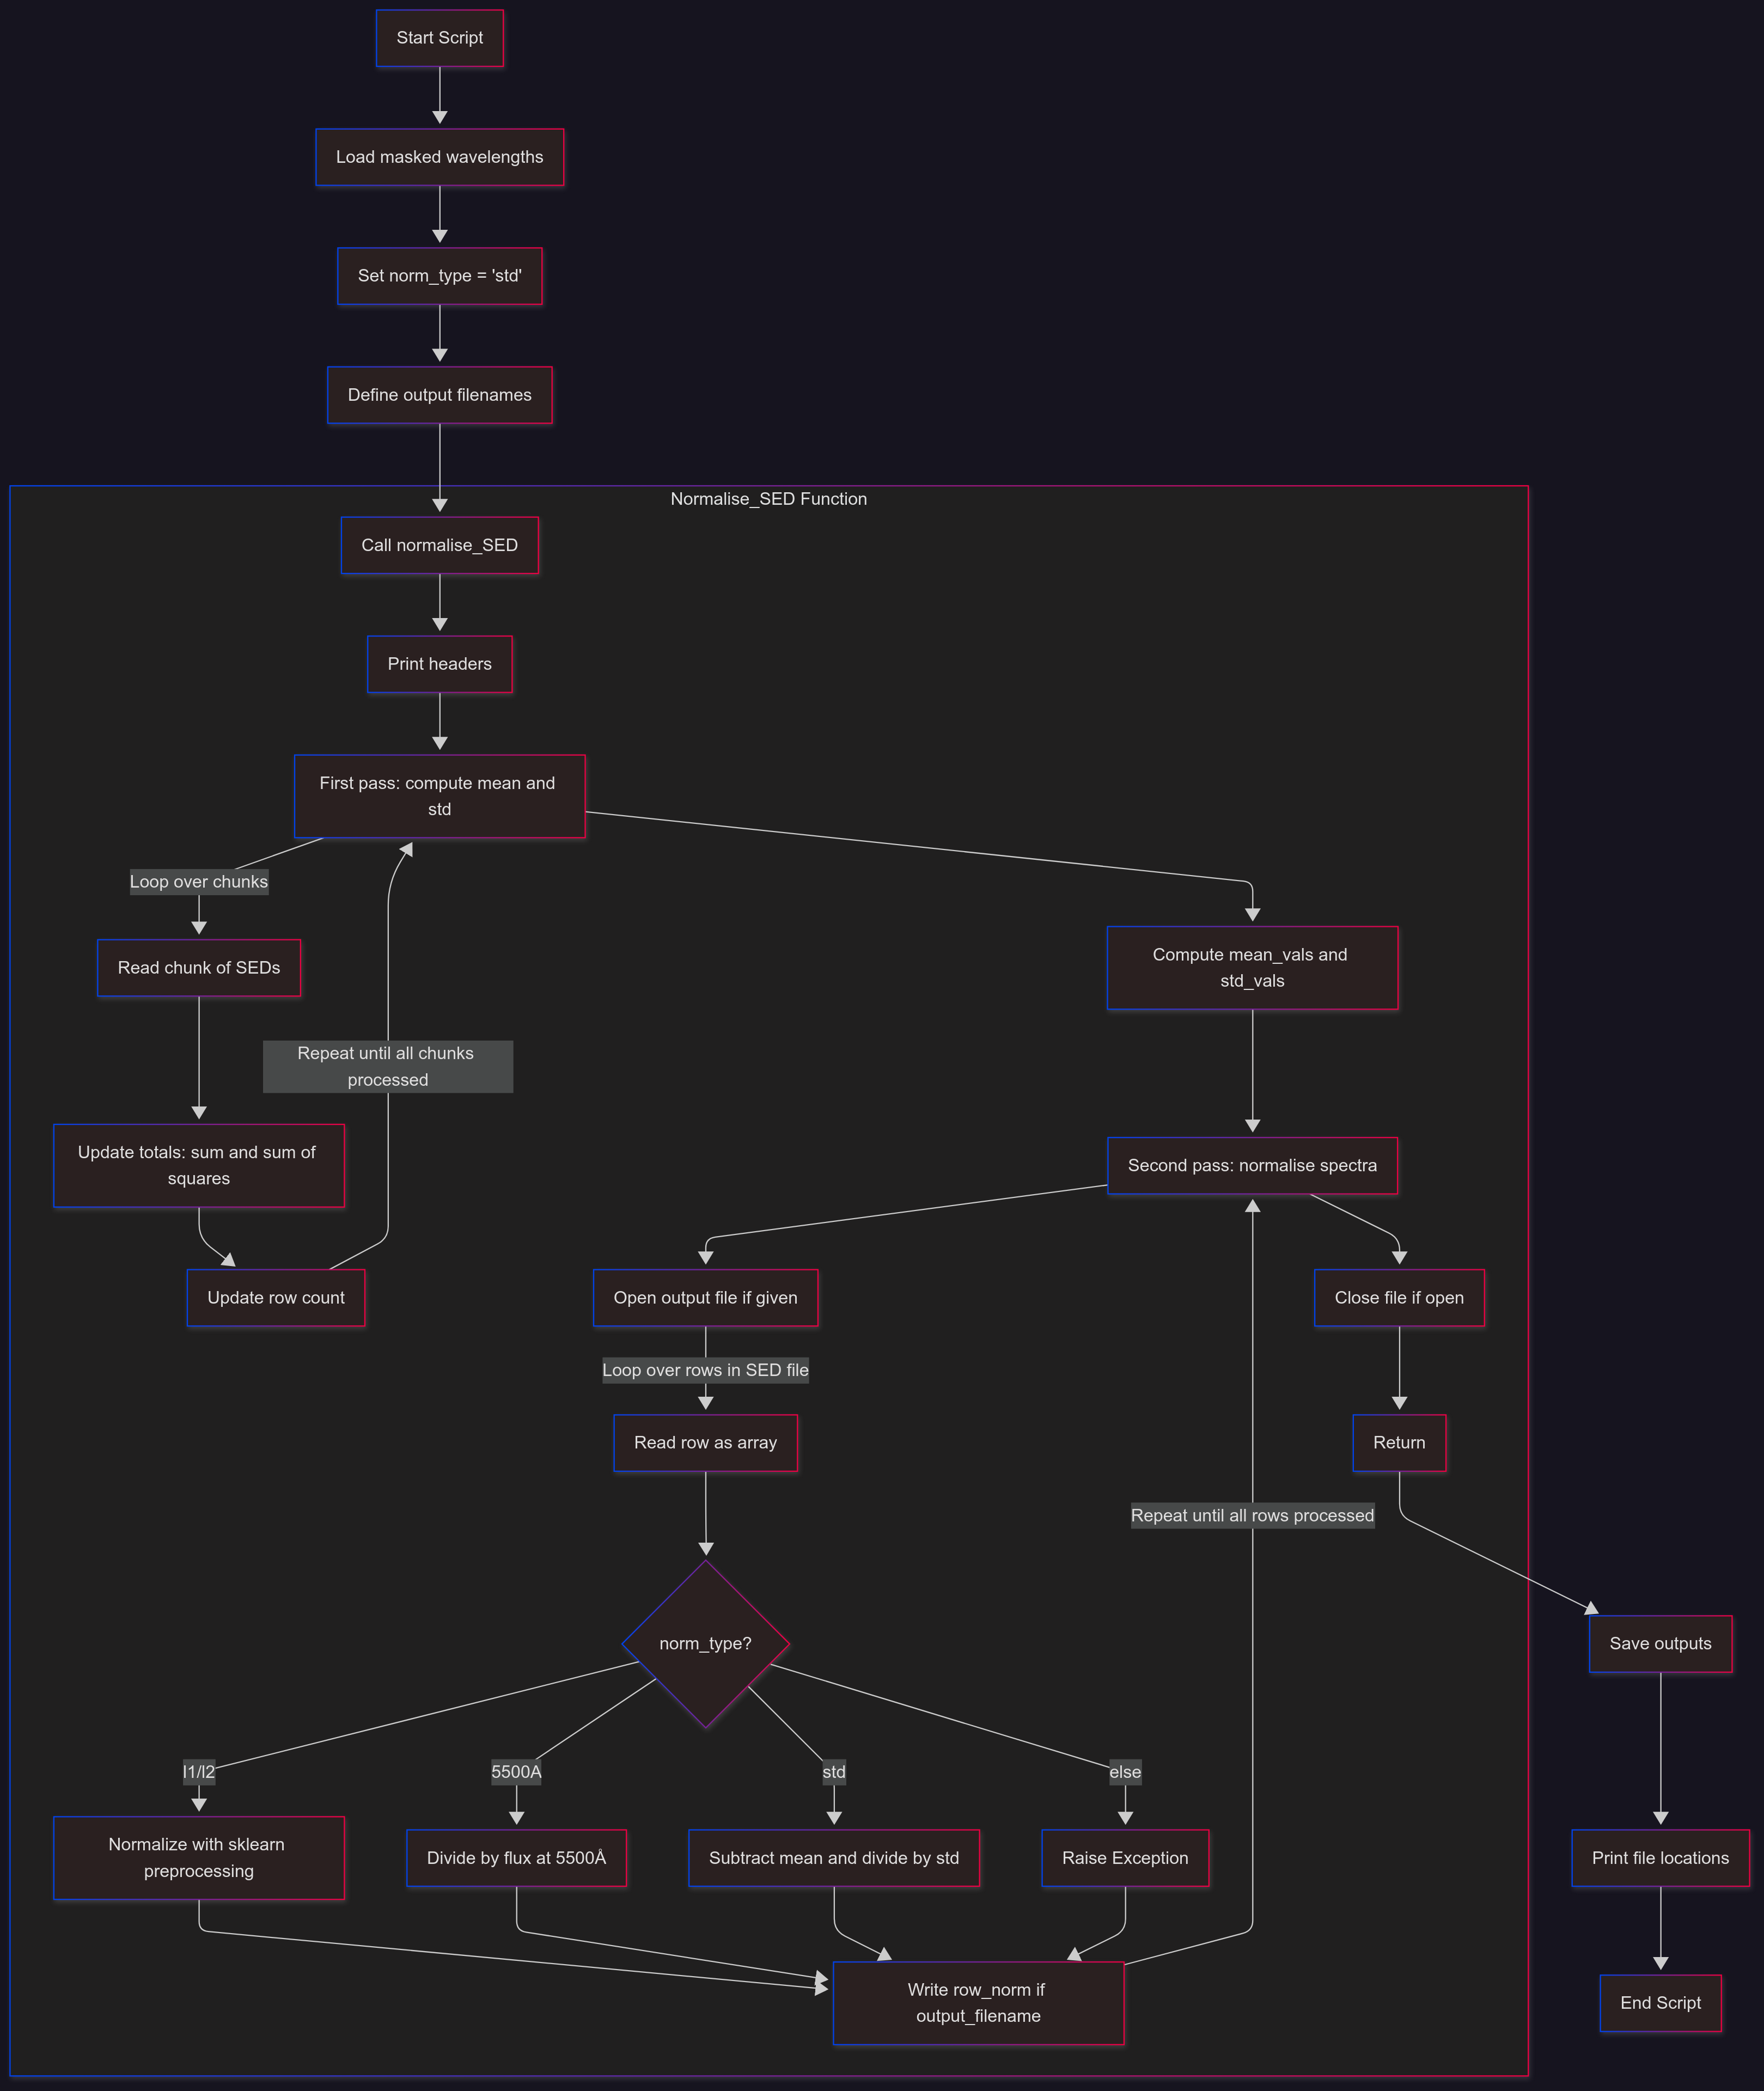 Start Script
Load masked wavelengths
Set norm_type = 'std'
Define output filenames
Normalise_SED Function
Call normalise_SED
Print headers
First pass: compute mean and
std
Loop over chunks
Read chunk of SEDs
Compute mean_vals and
std_vals
Repeat until all chunks
processed
Update totals: sum and sum of
squares
Second pass: normalise spectra
Update row count
Open output file if given
Close file if open
Loop over rows in SED file
Read row as array
Return
Repeat until all rows processed
norm_type?
Save outputs
l1/l2
5500A
std
else
Normalize with sklearn
preprocessing
Divide by flux at 5500Å
Subtract mean and divide by std
Raise Exception
Print file locations
Write row_norm if
output_filename
End Script